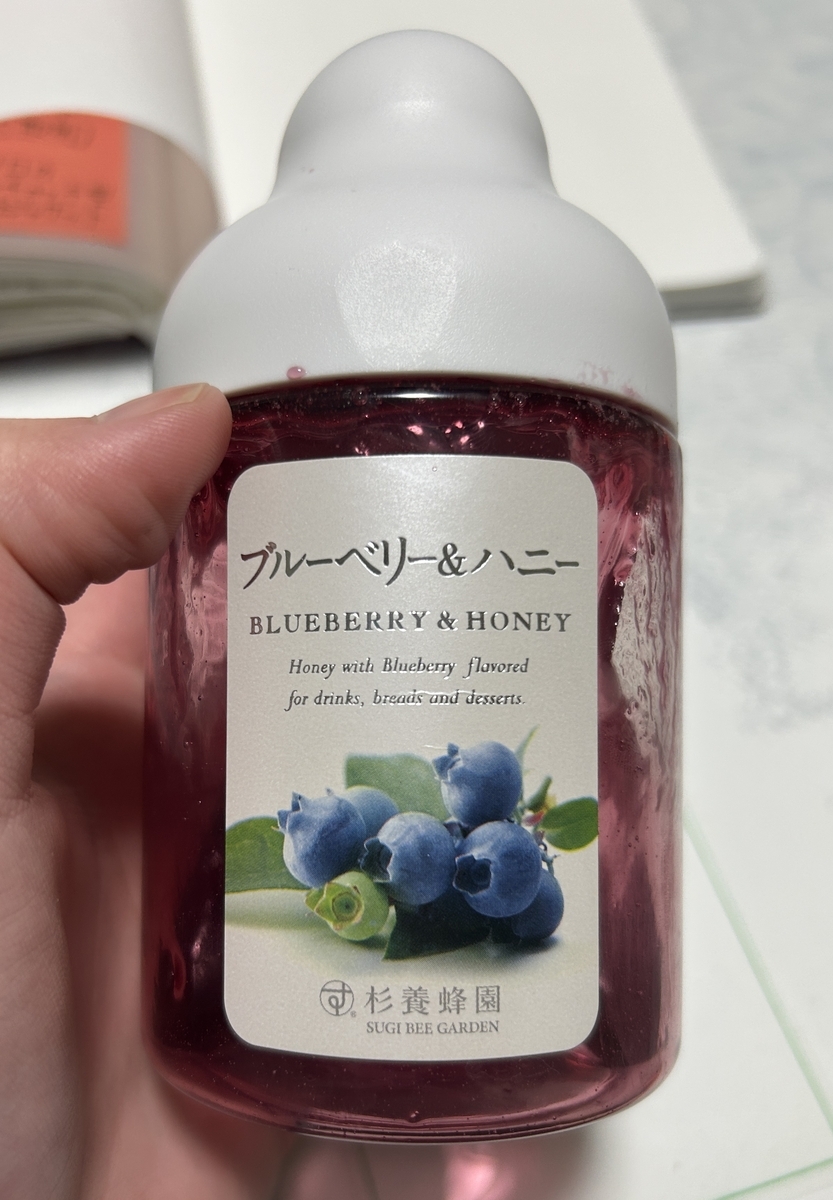 ブルーベリー&ハニー
BLUEBERRY & HONEY
Honey with Blueberry flavored
for drinks, breads and desserts.
杉養蜂園
SUGI BEE GARDEN